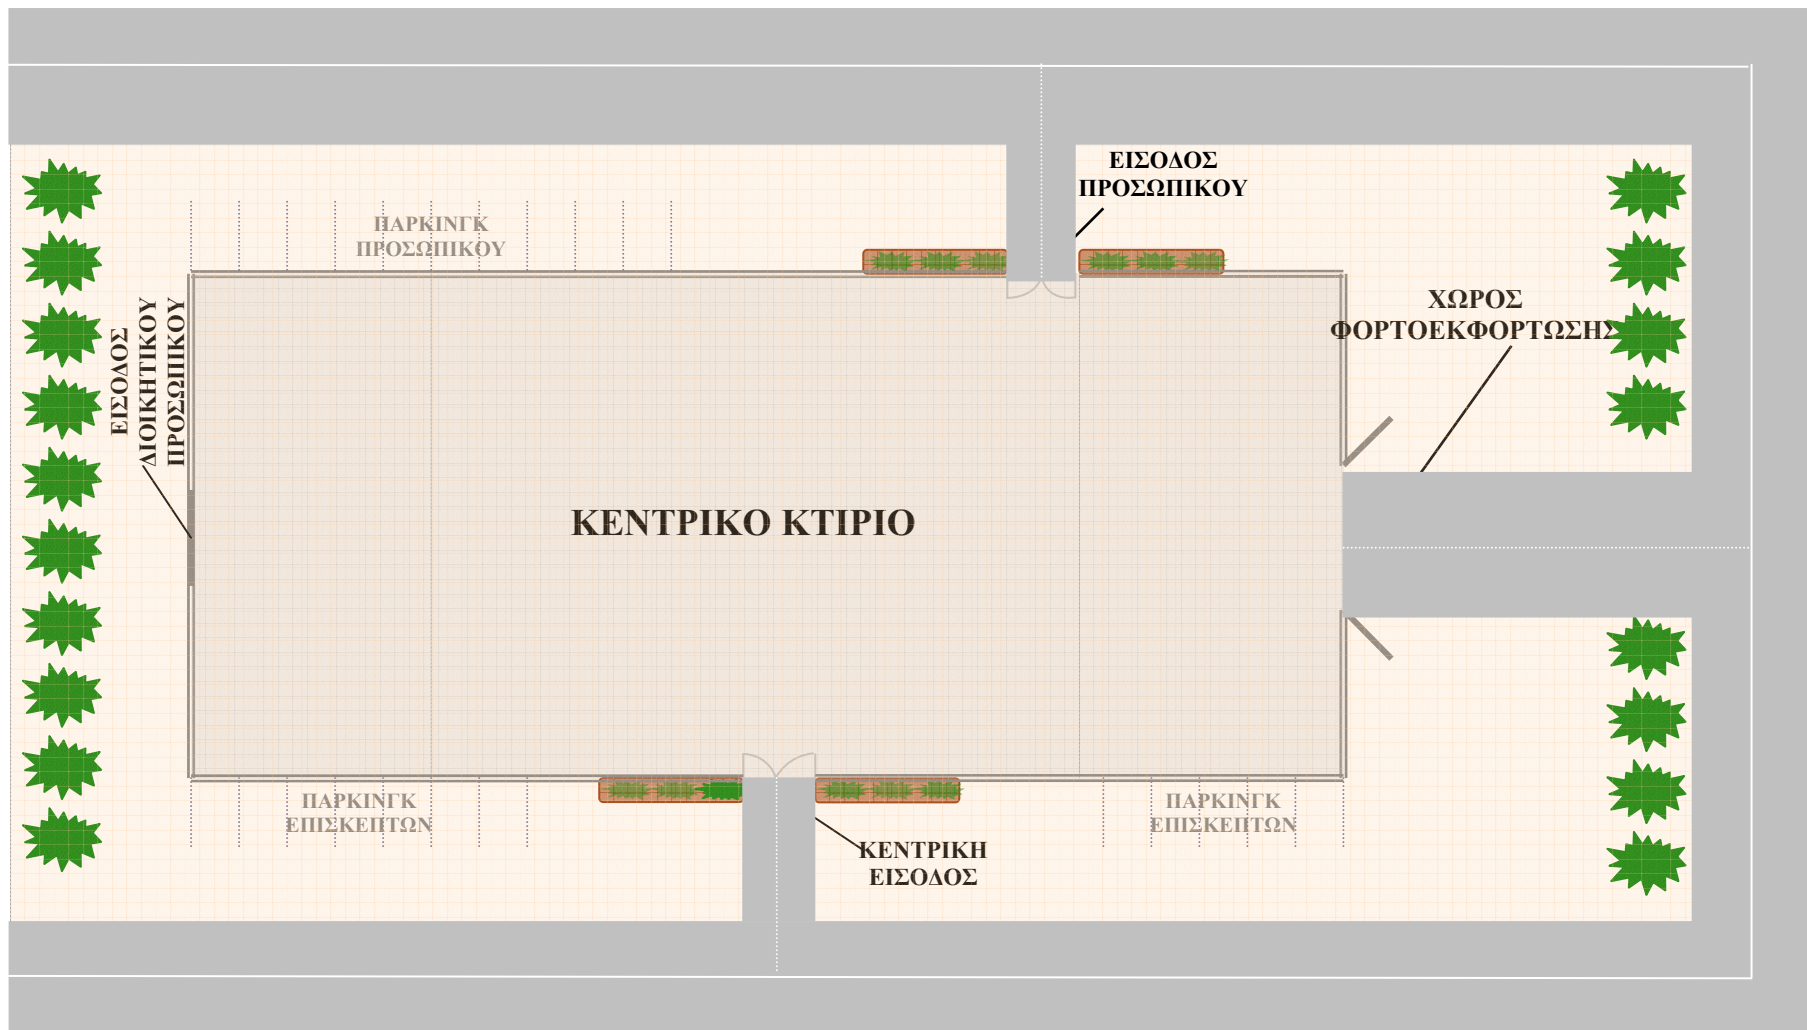 ΕΙΣΟΔΟΣ
ΠΡΟΣΩΠΙΚΟΥ
ΠΑΡΚΙΝΓΚ
ΠΡΟΣΩΠΙΚΟΥ
ΧΩΡΟΣ
ΦΟΡΤΟΕΚΦΟΡΤΩΣΗΣ
ΕΙΣΟΔΟΣ
ΔΙΟΙΚΗΤΙΚΟΥ
ΠΡΟΣΩΠΙΚΟΥ
ΚΕΝΤΡΙΚΟ ΚΤΙΡΙΟ
ΠΑΡΚΙΝΓΚ
ΕΠΙΣΚΕΠΤΩΝ
ΠΑΡΚΙΝΓΚ
ΕΠΙΣΚΕΠΤΩΝ
ΚΕΝΤΡΙΚΗ
ΕΙΣΟΔΟΣ